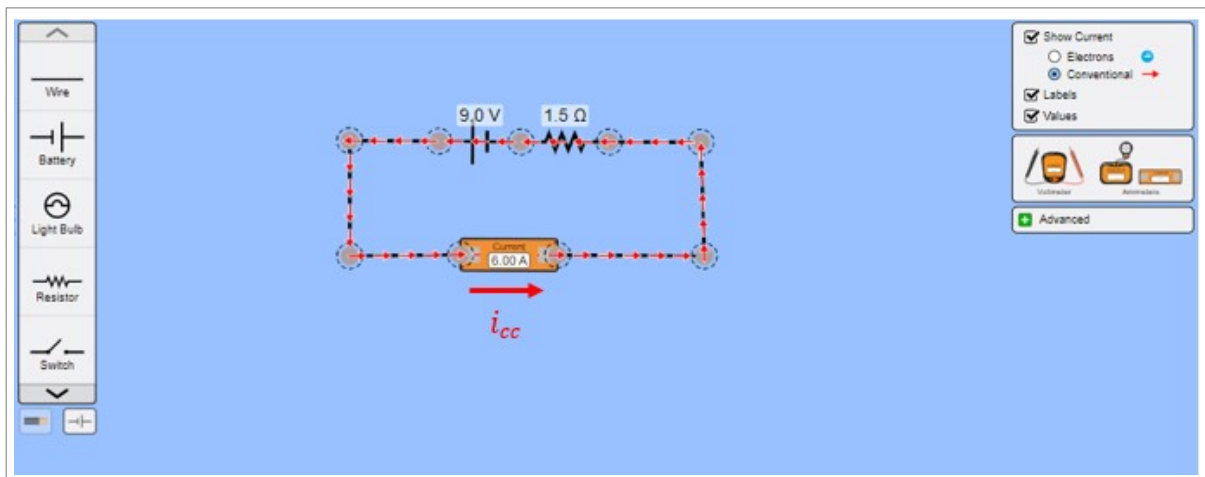 Wire
Battery
Light Bulb
Resistor
Switch
9.0 V
1.5 Ω
Current
6.00 A
i_cc
Show Current
Electrons
Conventional
Labels
Values
Voltmeter
Ammeters
Advanced